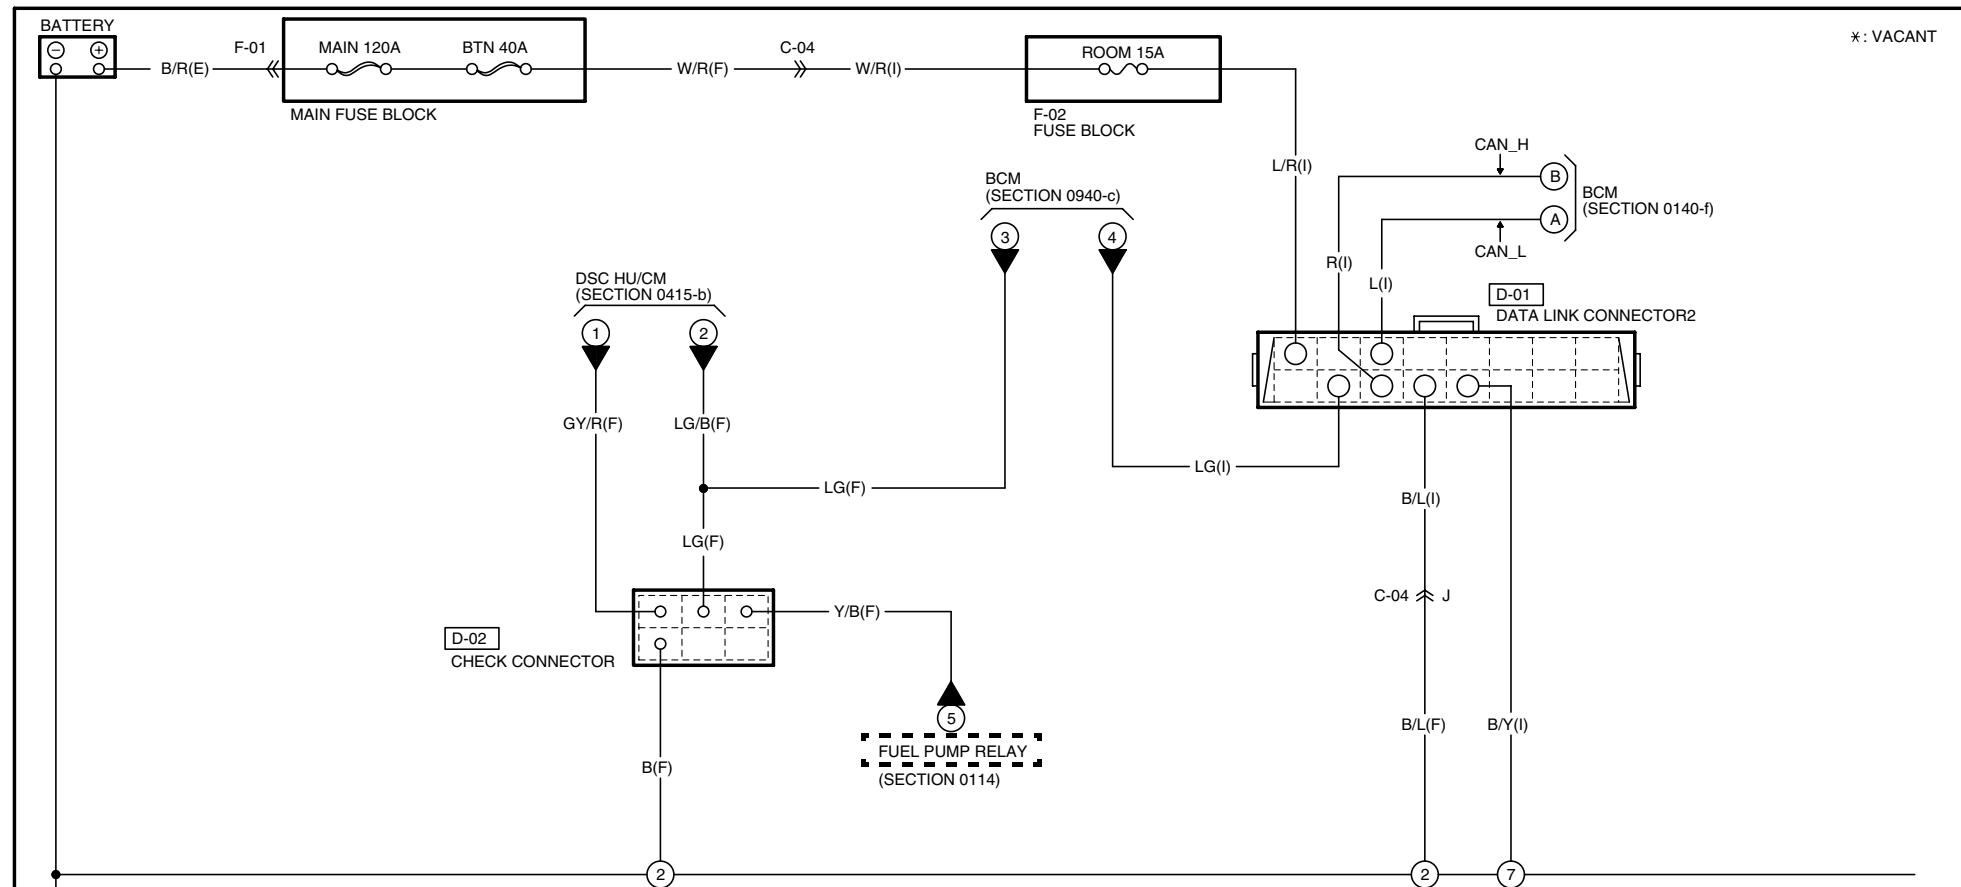 BATTERY
− +
B/R(E)
F-01
MAIN 120A
BTN 40A
MAIN FUSE BLOCK
W/R(F)
C-04
W/R(I)
ROOM 15A
F-02
FUSE BLOCK
*: VACANT
L/R(I)
CAN_H
B
A
CAN_L
BCM
(SECTION 0140-f)
R(I)
L(I)
BCM
(SECTION 0940-c)
3
4
DSC HU/CM
(SECTION 0415-b)
1
2
D-01
DATA LINK CONNECTOR2
GY/R(F)
LG/B(F)
LG(F)
LG(I)
LG(F)
B/L(I)
C-04
J
Y/B(F)
D-02
CHECK CONNECTOR
5
FUEL PUMP RELAY
(SECTION 0114)
B(F)
B/L(F)
B/Y(I)
2
2
7